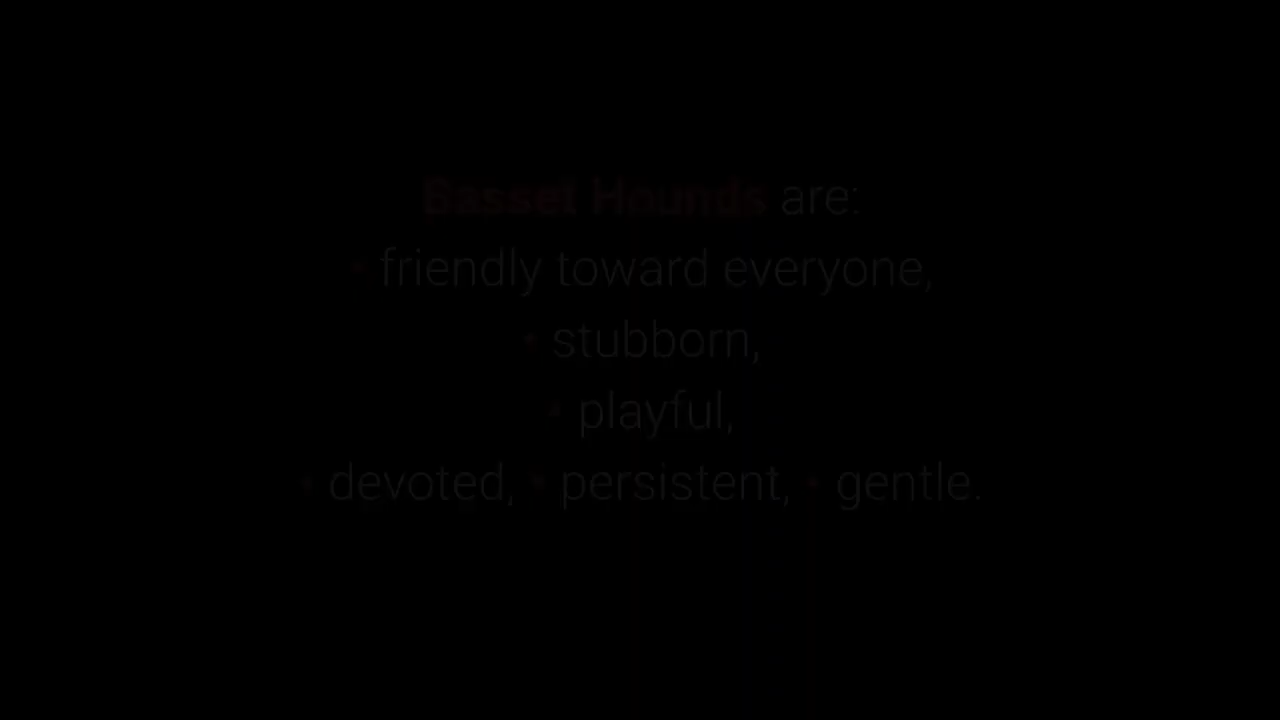 Basset Hounds are:
• friendly toward everyone,
• stubborn,
• playful,
• devoted, • persistent, • gentle.